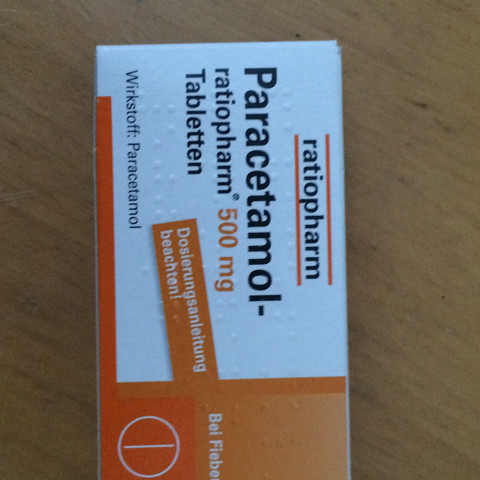 ratiopharm
Paracetamol-
ratiopharm® 500 mg
Tabletten
Dosierungsanleitung
beachten!
Wirkstoff: Paracetamol
Bei Fieber